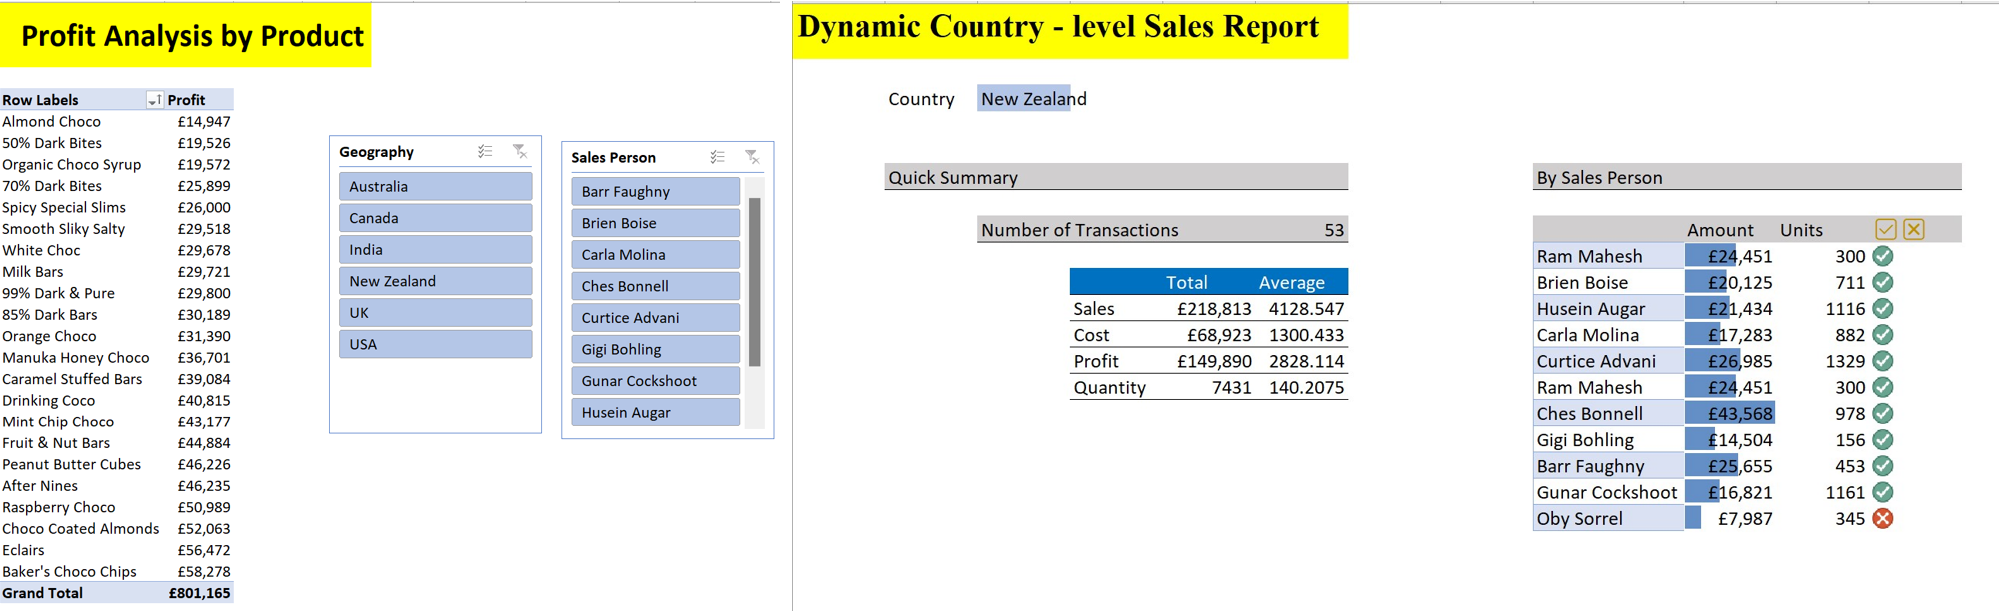 Profit Analysis by Product
Row Labels Profit
Almond Choco £14,947
50% Dark Bites £19,526
Organic Choco Syrup £19,572
70% Dark Bites £25,899
Spicy Special Slims £26,000
Smooth Sliky Salty £29,518
White Choc £29,678
Milk Bars £29,721
99% Dark & Pure £29,800
85% Dark Bars £30,189
Orange Choco £31,390
Manuka Honey Choco £36,701
Caramel Stuffed Bars £39,084
Drinking Coco £40,815
Mint Chip Choco £43,177
Fruit & Nut Bars £44,884
Peanut Butter Cubes £46,226
After Nines £46,235
Raspberry Choco £50,989
Choco Coated Almonds £52,063
Eclairs £56,472
Baker's Choco Chips £58,278
Grand Total £801,165
Geography
Australia
Canada
India
New Zealand
UK
USA
Sales Person
Barr Faughny
Brien Boise
Carla Molina
Ches Bonnell
Curtice Advani
Gigi Bohling
Gunar Cockshoot
Husein Augar
Dynamic Country - level Sales Report
Country New Zealand
Quick Summary
Number of Transactions 53
Total Average
Sales £218,813 4128.547
Cost £68,923 1300.433
Profit £149,890 2828.114
Quantity 7431 140.2075
By Sales Person
Amount Units
Ram Mahesh £24,451 300
Brien Boise £20,125 711
Husein Augar £21,434 1116
Carla Molina £17,283 882
Curtice Advani £26,985 1329
Ram Mahesh £24,451 300
Ches Bonnell £43,568 978
Gigi Bohling £14,504 156
Barr Faughny £25,655 453
Gunar Cockshoot £16,821 1161
Oby Sorrel £7,987 345